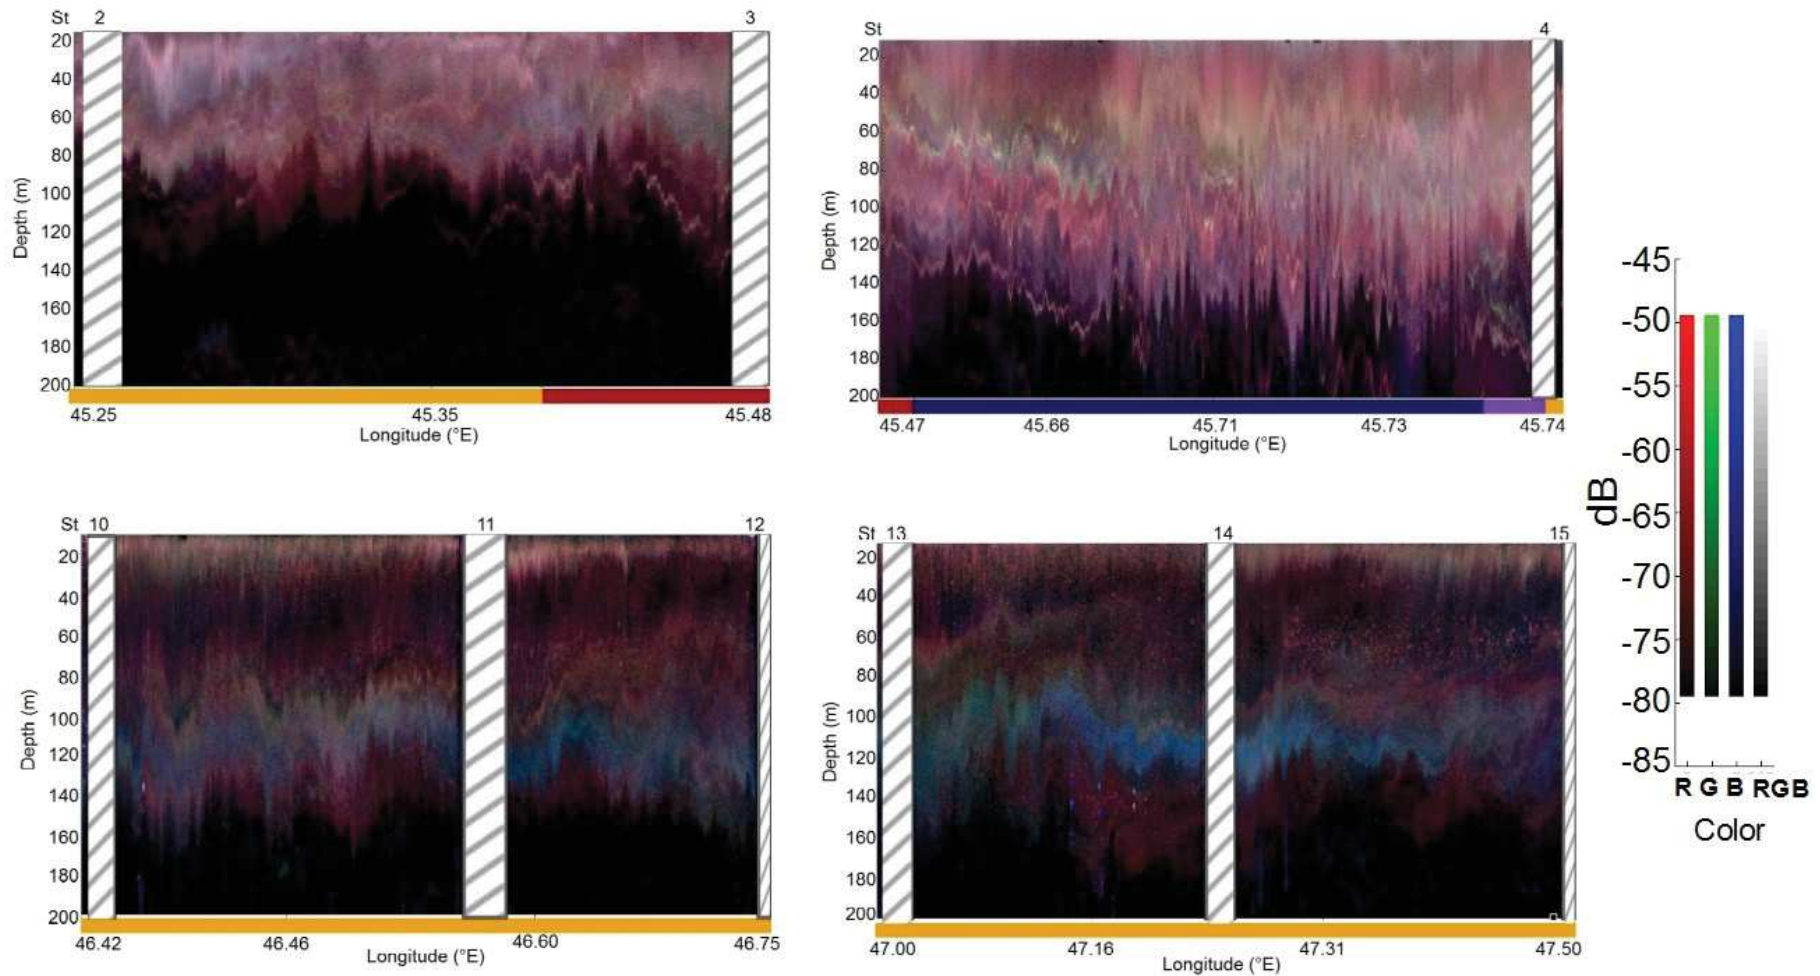 St 2 3
20
40
60
80
100
120
140
160
180
200
Depth (m)
45.25 45.35 45.48
Longitude (°E)
St 4
20
40
60
80
100
120
140
160
180
200
Depth (m)
45.47 45.66 45.71 45.73 45.74
Longitude (°E)
St 10 11 12
20
40
60
80
100
120
140
160
180
200
Depth (m)
46.42 46.46 46.60 46.75
Longitude (°E)
St 13 14 15
20
40
60
80
100
120
140
160
180
200
Depth (m)
47.00 47.16 47.31 47.50
Longitude (°E)
-45
-50
-55
-60
-65
-70
-75
-80
-85
dB
R G B RGB
Color